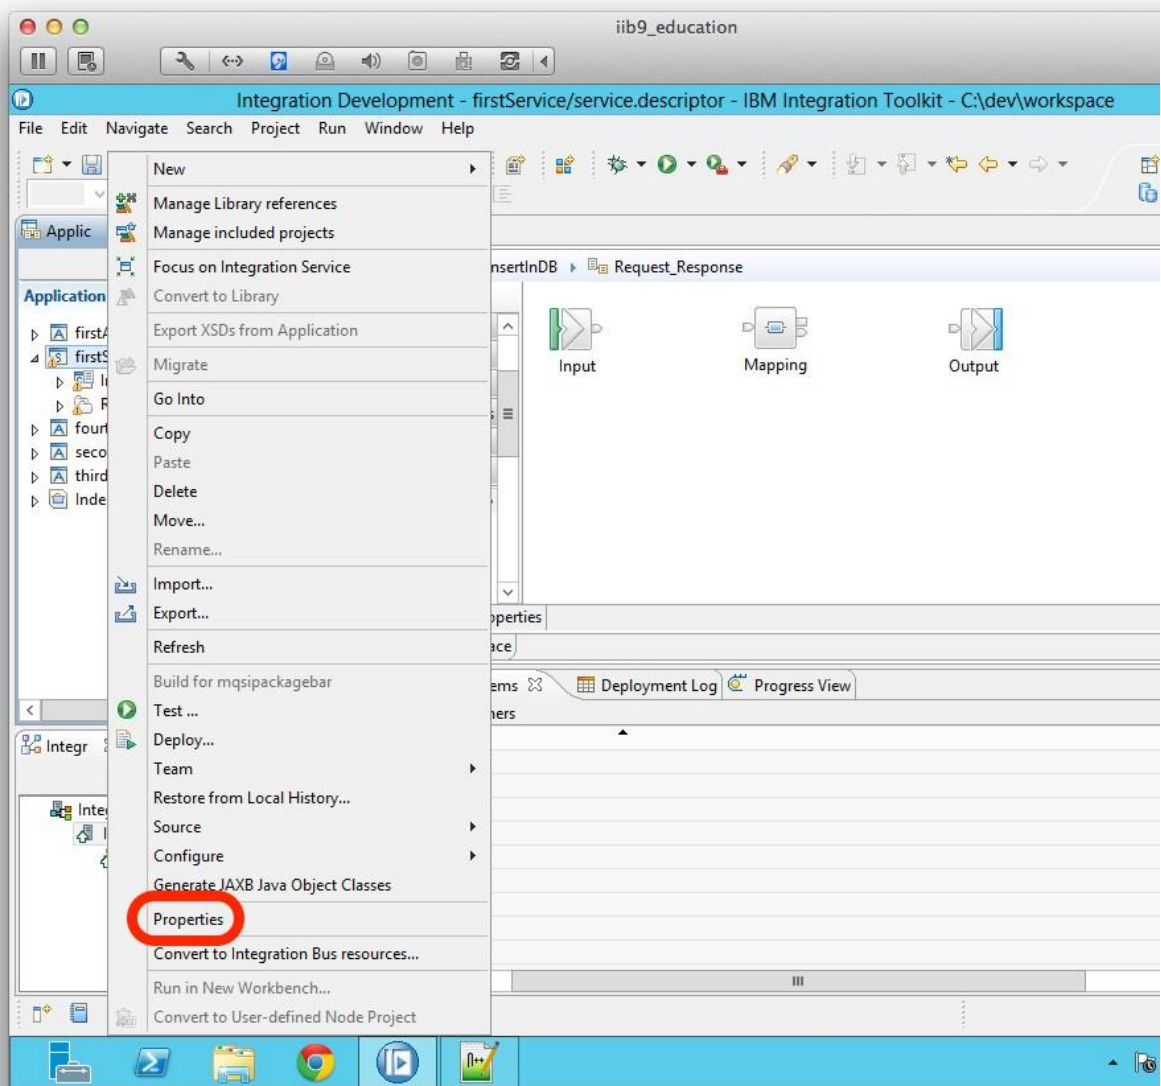 iib9_education
Integration Development - firstService/service.descriptor - IBM Integration Toolkit - C:\dev\workspace
File Edit Navigate Search Project Run Window Help
New
Manage Library references
Manage included projects
Focus on Integration Service
Convert to Library
Export XSDs from Application
Migrate
Go Into
Copy
Paste
Delete
Move...
Rename...
Import...
Export...
Refresh
Build for mqsipackagebar
Test ...
Deploy...
Team
Restore from Local History...
Source
Configure
Generate JAXB Java Object Classes
Properties
Convert to Integration Bus resources...
Run in New Workbench...
Convert to User-defined Node Project
Applic
Application
firstA
firstS
fourt
seco
third
Inde
Integr
Integ
nsertInDB Request_Response
Input Mapping Output
operties
ace
ems Deployment Log Progress View
ners